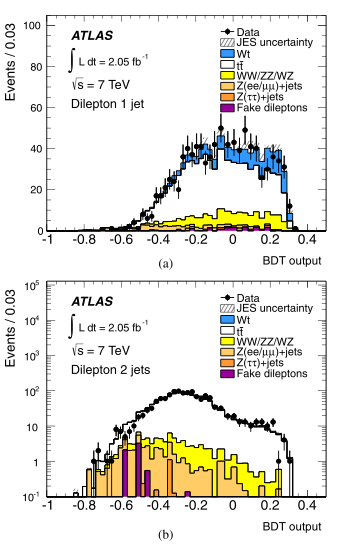 Events / 0.03
100
80
60
40
20
0
ATLAS
∫ L dt = 2.05 fb⁻¹
√s = 7 TeV
Dilepton 1 jet
Data
JES uncertainty
Wt
tt̄
WW/ZZ/WZ
Z(ee/μμ)+jets
Z(ττ)+jets
Fake dileptons
-1 -0.8 -0.6 -0.4 -0.2 0 0.2 0.4
BDT output
(a)
Events / 0.03
10⁵
10⁴
10³
10²
10
1
10⁻¹
ATLAS
∫ L dt = 2.05 fb⁻¹
√s = 7 TeV
Dilepton 2 jets
Data
JES uncertainty
Wt
tt̄
WW/ZZ/WZ
Z(ee/μμ)+jets
Z(ττ)+jets
Fake dileptons
-1 -0.8 -0.6 -0.4 -0.2 0 0.2 0.4
BDT output
(b)